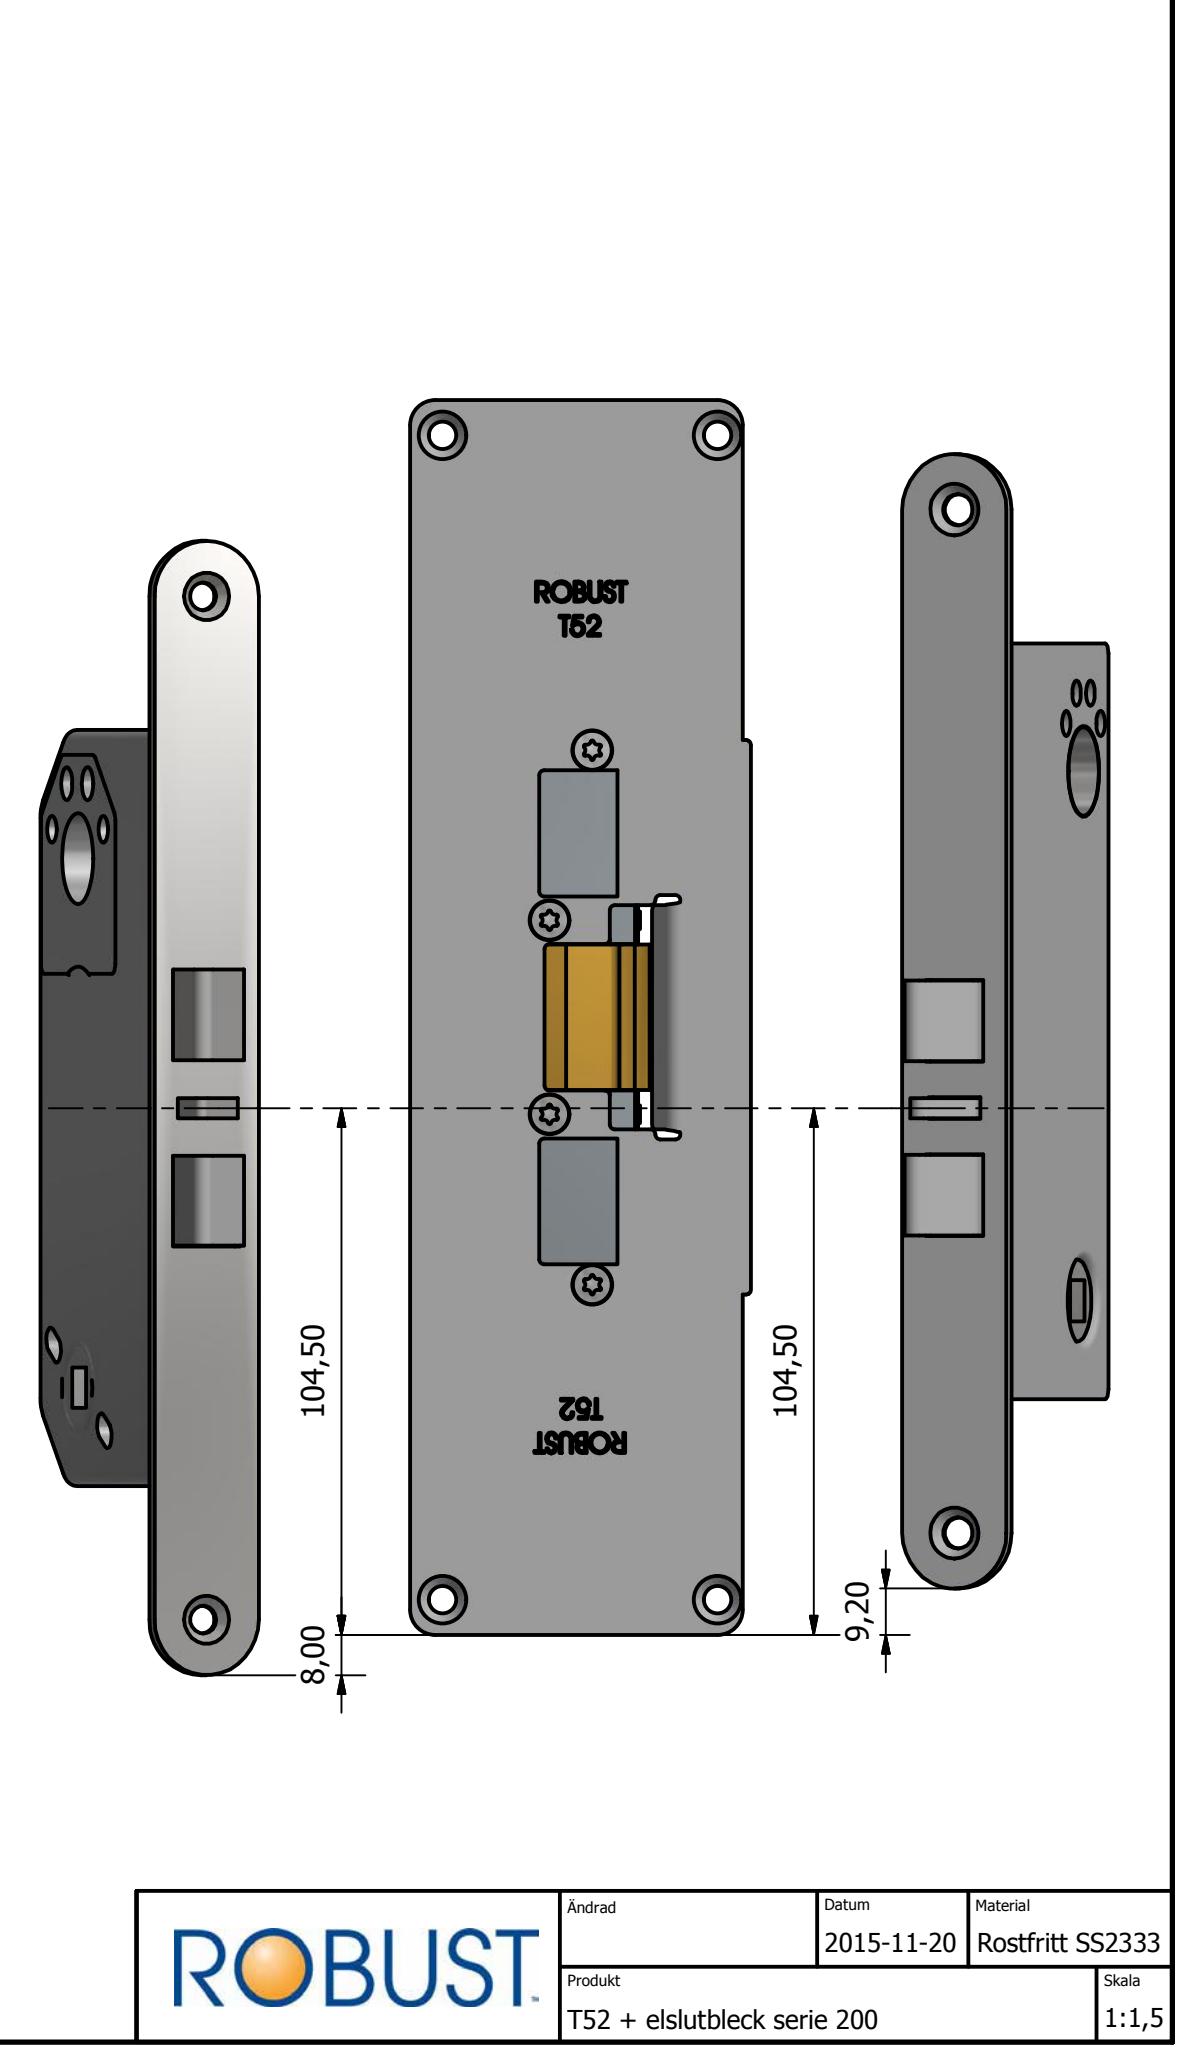 ROBUST
T52
104,50
104,50
T52
ROBUST
9,20
8,00
ROBUST™
Ändrad
Datum
2015-11-20
Material
Rostfritt SS2333
Produkt
T52 + elslutbleck serie 200
Skala
1:1,5